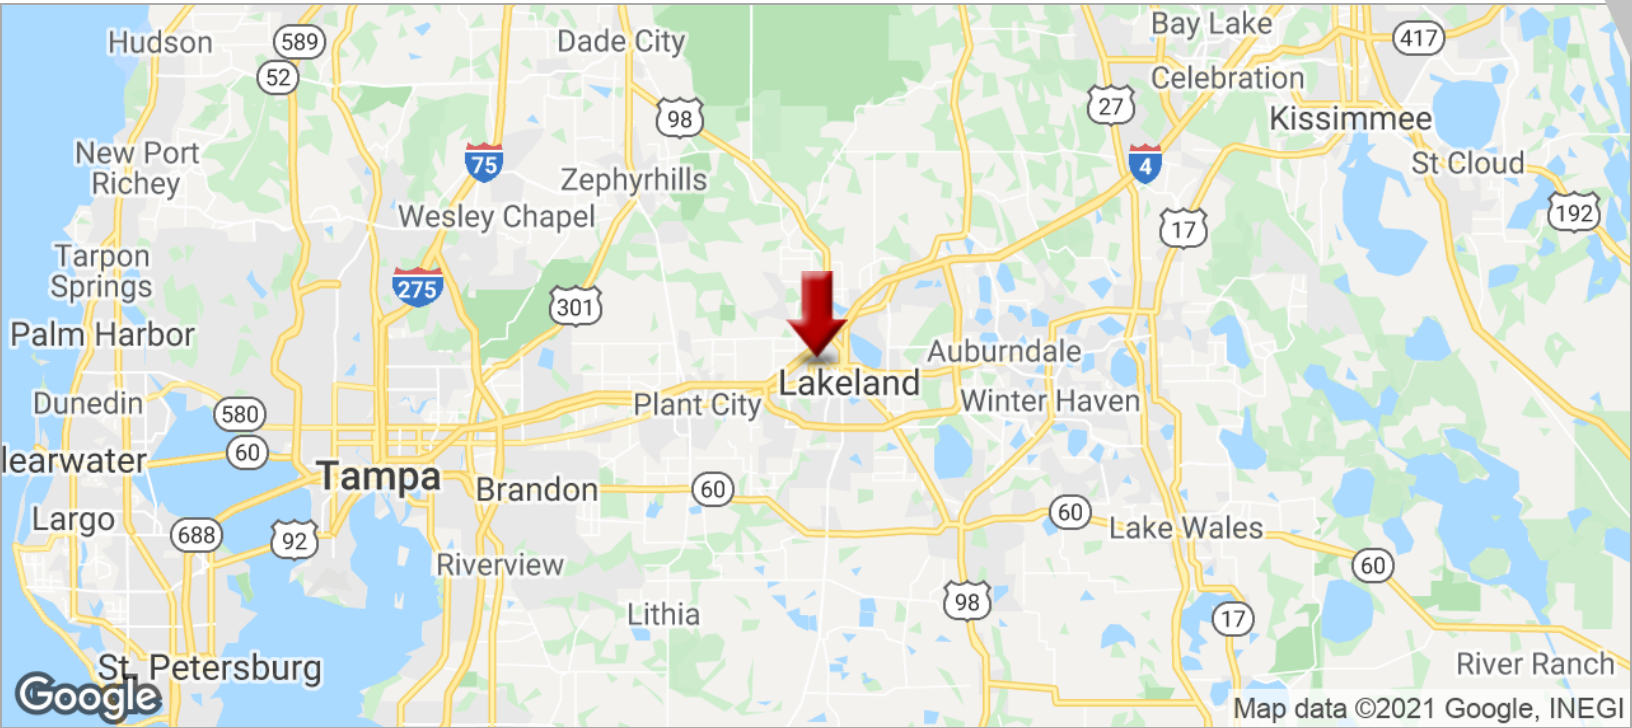 Hudson
589
52
Dade City
Bay Lake
417
Celebration
27
98
Kissimmee
New Port
Richey
75
4
St Cloud
Zephyrhills
Wesley Chapel
192
17
Tarpon
Springs
275
301
Palm Harbor
Auburndale
Lakeland
Dunedin
580
Plant City
Winter Haven
60
learwater
Tampa
Brandon
60
60
Largo
688
92
Lake Wales
Riverview
60
98
Lithia
17
St. Petersburg
River Ranch
Google
Map data ©2021 Google, INEGI